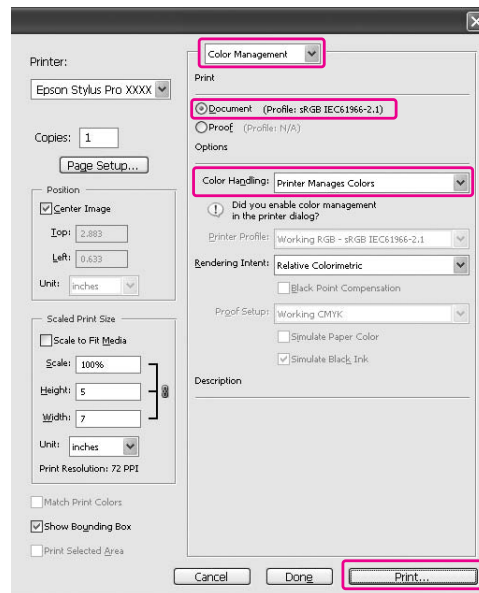 Printer:
Epson Stylus Pro XXXX
Copies: 1
Page Setup...
Position
Center Image
Top: 2.883
Left: 0.633
Unit: inches
Scaled Print Size
Scale to Fit Media
Scale: 100%
Height: 5
Width: 7
Unit: inches
Print Resolution: 72 PPI
Match Print Colors
Show Bounding Box
Print Selected Area
Color Management
Print
Document (Profile: sRGB IEC61966-2.1)
Proof (Profile: N/A)
Options
Color Handling: Printer Manages Colors
Did you enable color management
in the printer dialog?
Printer Profile: Working RGB - sRGB IEC61966-2.1
Rendering Intent: Relative Colorimetric
Black Point Compensation
Proof Setup: Working CMYK
Simulate Paper Color
Simulate Black Ink
Description
Cancel
Done
Print...